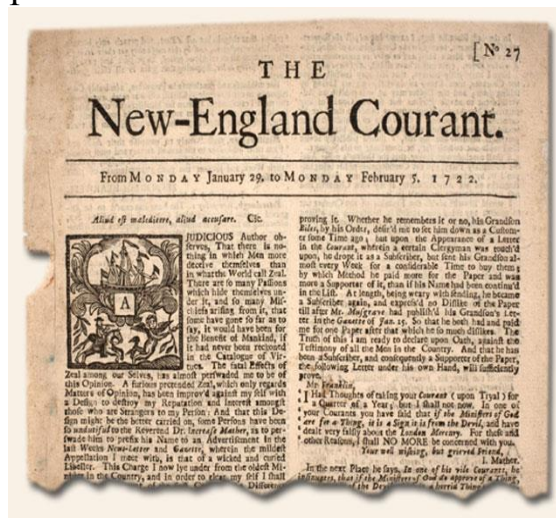 [ Nº 27
THE
New-England Courant.
From MONDAY January 29. to MONDAY February 5. 1722.
Aliud est maledicere, aliud accusare. Cic.
A JUDICIOUS Author ob-
serves, That there is no-
thing in which Men more
deceive themselves than
in what the World call Zeal.
There are so many Passions
which hide themselves un-
der it, and so many Mis-
chiefs arising from it, that
some have gone so far as to
say, it would have been for
the Benefit of Mankind, if
it had never been reckoned
in the Catalogue of Vir-
tues. The fatal Effects of
Zeal among our Selves, has almost perswaded me to be of
this Opinion. A furious pretended Zeal, which only regards
Matters of Opinion, has been improv'd against my self with
a Design to destroy my Reputation and Interest amongst
those who are Strangers to my Person: And that this De-
sign might be the better carried on, some Persons have been
so undutiful to the Reverend Dr. Increase Mather, as to per-
swade him to prefix his Name to an Advertisement in the
last Weeks News-Letter and Gazette, wherein the mildest
Appellation I meet with, is that of a wicked and cursed
Libeller. This Charge I now lye under from the oldest Mi-
nister in the Country, and in order to clear my self I shall
proving it. Whether he remembers it or no, his Grandson
Biles, by his Order, desir'd me to set him down as a Custom-
er some Time ago; but upon the Appearance of a Letter
in the Courant, wherein a certain Clergyman was touch'd
upon, he dropt it as a Subscriber, but sent his Grandson al-
most every Week for a considerable Time to buy them;
by which Method he paid more for the Paper and was
more a Supporter of it, than if his Name had been continu'd
in the List. At length, being weary with sending, he became
a Subscriber again, and express'd no Dislike of the Paper
till after Mr. Musgrave had publish'd his Grandson's Let-
ter in the Gazette of Jan. 15. So that he both had and paid
me for one Paper after that which he so much dislikes. The
Truth of this I am ready to declare upon Oath, against the
Testimony of all the Men in the Country. And that he has
been a Subscriber, and consequently a Supporter of the Paper,
the following Letter under his own Hand, will sufficiently
prove.
Mr. Franklin,
I Had Thoughts of taking your Courant (upon Tryal) for
a Quarter of a Year; but I shall not now. In one of
your Courants you have said that if the Ministers of God
are for a Thing, it is a Sign it is from the Devil, and have
dealt very falsly about the London Mercury. For these and
other Reasons, I shall NO MORE be concerned with you.
Your well wishing, but grieved Friend,
I. Mather.
In the next Place he says, In one of his vile Courants, he
insinuates, that if the Ministers of God do approve of a Thing,